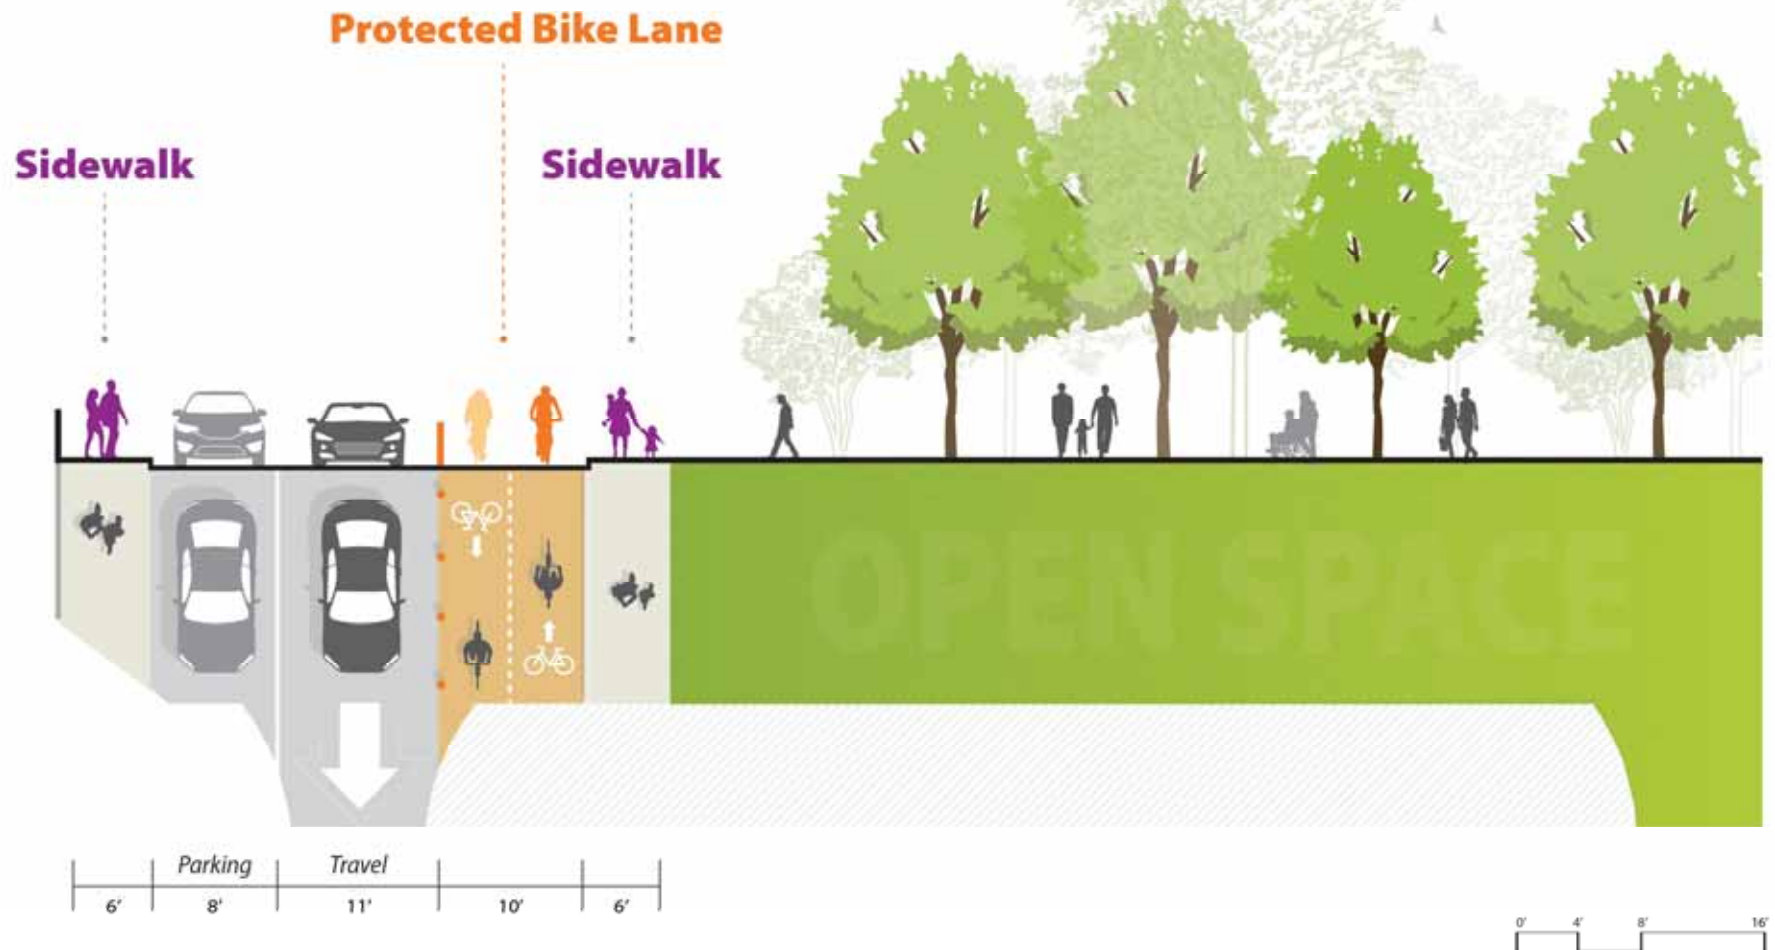 Protected Bike Lane
Sidewalk
Sidewalk
OPEN SPACE
Parking
Travel
6'
8'
11'
10'
6'
0' 4' 8' 16'